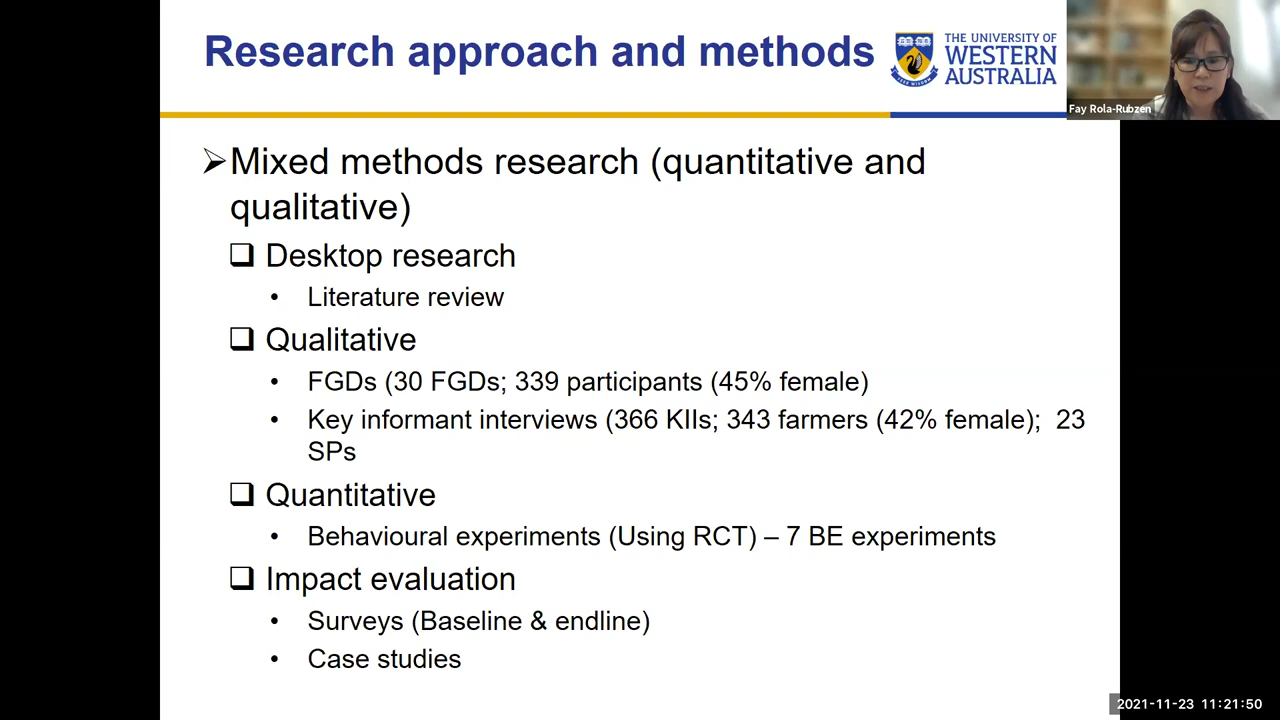 Research approach and methods
THE UNIVERSITY OF
WESTERN
AUSTRALIA
Fay Rola-Rubzen
➢Mixed methods research (quantitative and
qualitative)
❑ Desktop research
• Literature review
❑ Qualitative
• FGDs (30 FGDs; 339 participants (45% female)
• Key informant interviews (366 KIIs; 343 farmers (42% female); 23
SPs
❑ Quantitative
• Behavioural experiments (Using RCT) – 7 BE experiments
❑ Impact evaluation
• Surveys (Baseline & endline)
• Case studies
2021-11-23 11:21:50